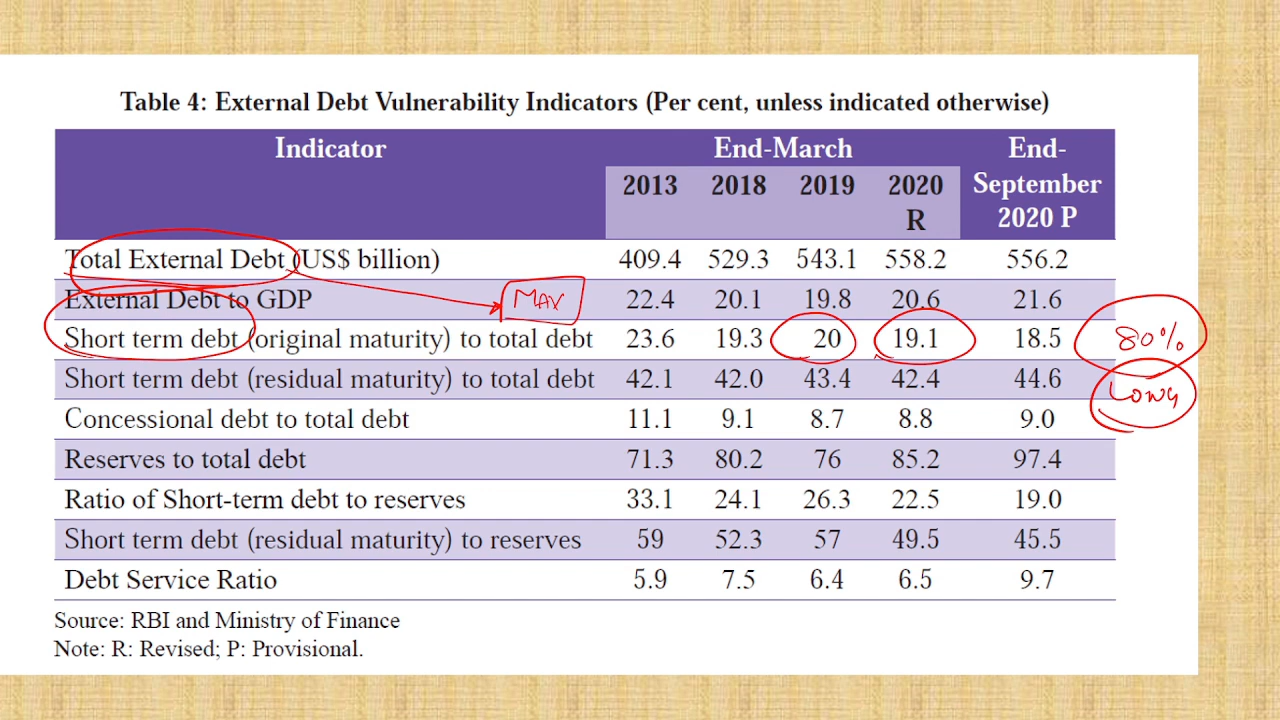 Table 4: External Debt Vulnerability Indicators (Per cent, unless indicated otherwise)
Indicator End-March End-September 2020 P
2013 2018 2019 2020 R
Total External Debt (US$ billion) 409.4 529.3 543.1 558.2 556.2
External Debt to GDP MAX 22.4 20.1 19.8 20.6 21.6
Short term debt (original maturity) to total debt 23.6 19.3 20 19.1 18.5 80%
Short term debt (residual maturity) to total debt 42.1 42.0 43.4 42.4 44.6 LONG
Concessional debt to total debt 11.1 9.1 8.7 8.8 9.0
Reserves to total debt 71.3 80.2 76 85.2 97.4
Ratio of Short-term debt to reserves 33.1 24.1 26.3 22.5 19.0
Short term debt (residual maturity) to reserves 59 52.3 57 49.5 45.5
Debt Service Ratio 5.9 7.5 6.4 6.5 9.7
Source: RBI and Ministry of Finance
Note: R: Revised; P: Provisional.